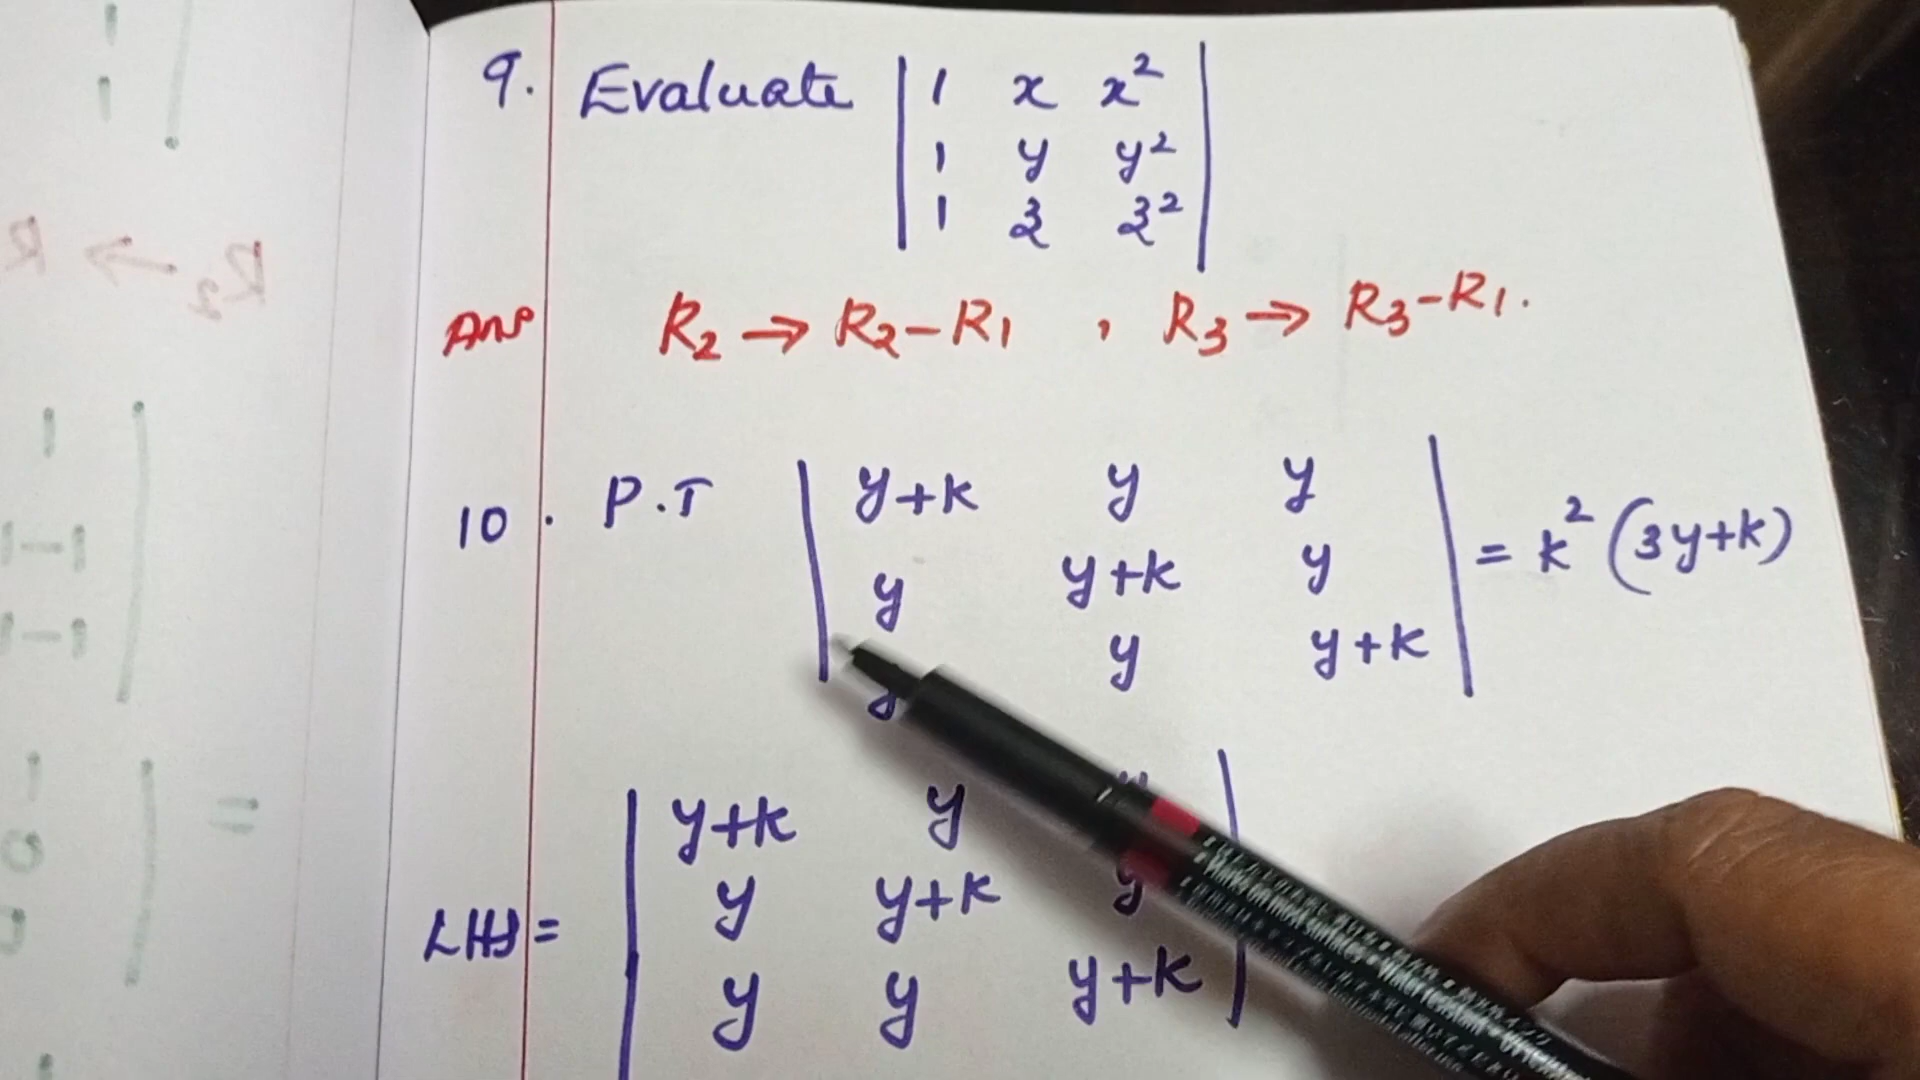 9. Evaluate | 1 x x² |
| 1 y y² |
| 1 z z² |
Ans R₂ → R₂-R₁ , R₃ → R₃-R₁.
10. P.T | y+k y y |
| y y+k y | = k² (3y+k)
| y y y+k |
| y+k y y |
LHS = | y y+k y |
| y y y+k |